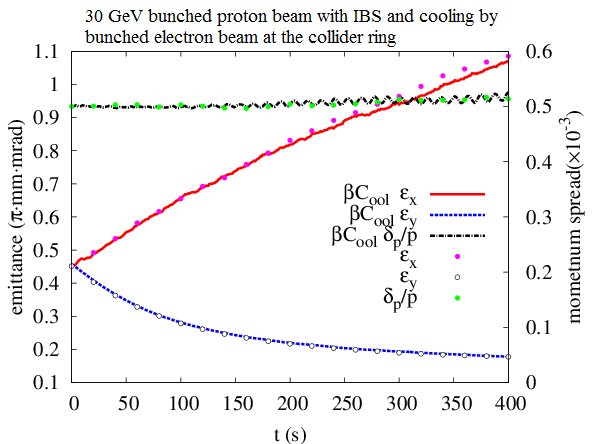 30 GeV bunched proton beam with IBS and cooling by
bunched electron beam at the collider ring
1.1
1
0.9
0.8
0.7
0.6
0.5
0.4
0.3
0.2
0.1
emittance (π·mm·mrad)
0.6
0.5
0.4
0.3
0.2
0.1
0
mometnum spread(×10⁻³)
βCₒₒₗ εₓ
βCₒₒₗ ε_y
βCₒₒₗ δₚ/p
εₓ
ε_y
δₚ/p
0 50 100 150 200 250 300 350 400
t (s)